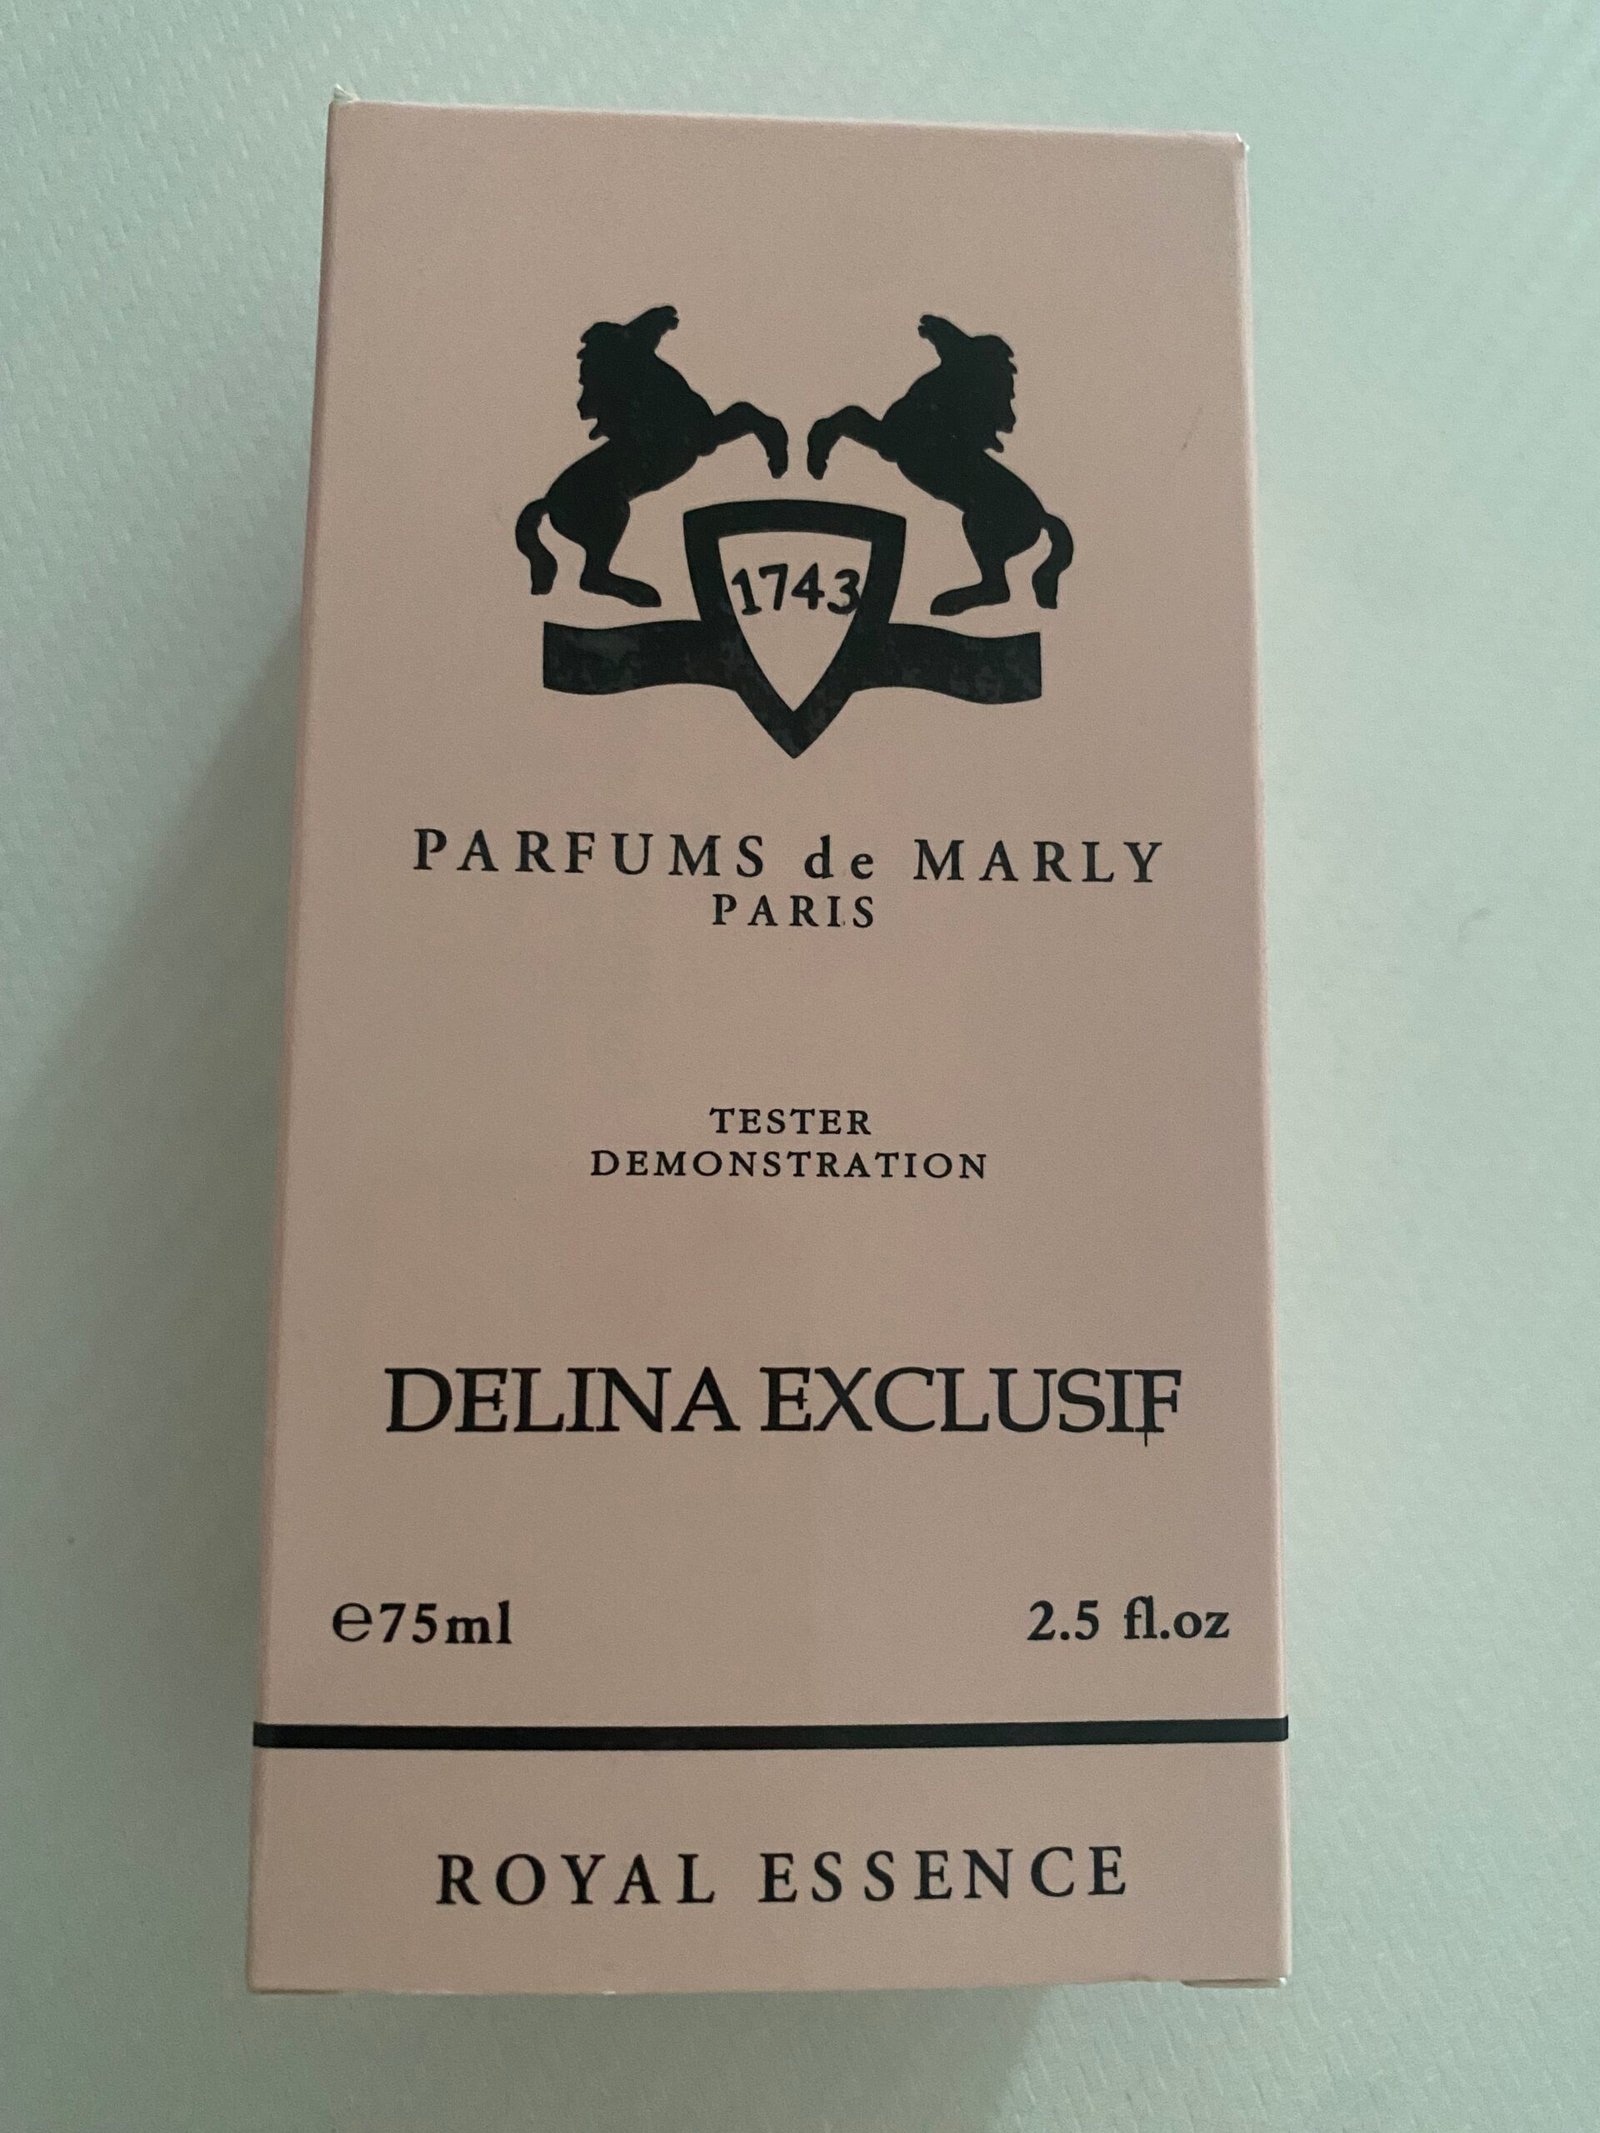 1743
PARFUMS de MARLY
PARIS
TESTER
DEMONSTRATION
DELINA EXCLUSIF
℮75ml 2.5 fl.oz
ROYAL ESSENCE